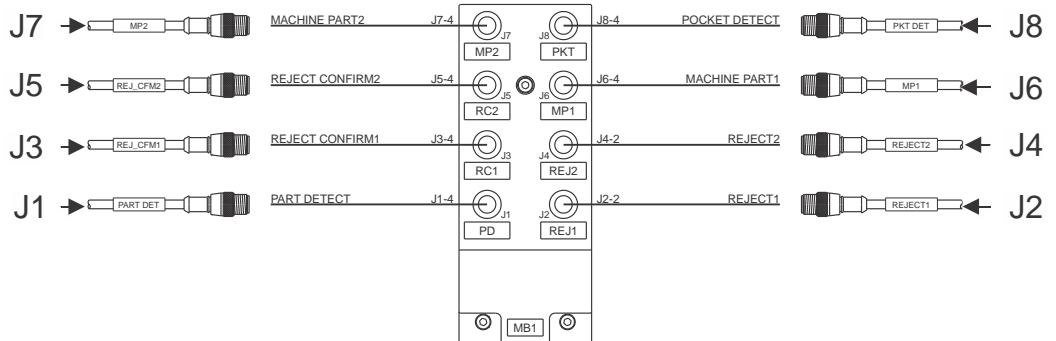 J7 MP2 MACHINE PART2 J7-4 J7 J8 J8-4 POCKET DETECT PKT DET J8
MP2 PKT
J5 REJ_CFM2 REJECT CONFIRM2 J5-4 J5 J6 J6-4 MACHINE PART1 MP1 J6
RC2 MP1
J3 REJ_CFM1 REJECT CONFIRM1 J3-4 J3 J4 J4-2 REJECT2 REJECT2 J4
RC1 REJ2
J1 PART DET PART DETECT J1-4 J1 J2 J2-2 REJECT1 REJECT1 J2
PD REJ1
MB1